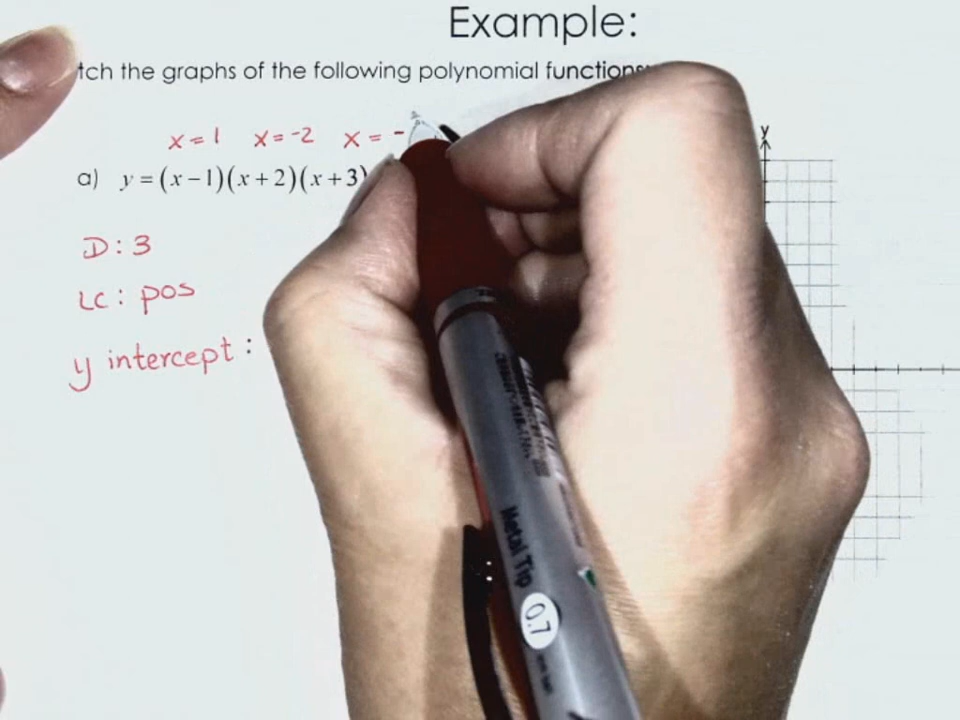 Example:
tch the graphs of the following polynomial functions
x=1 x=-2 x=-
a) y=(x-1)(x+2)(x+3)
y
D: 3
LC: pos
y intercept:
Metal Tip 0.7